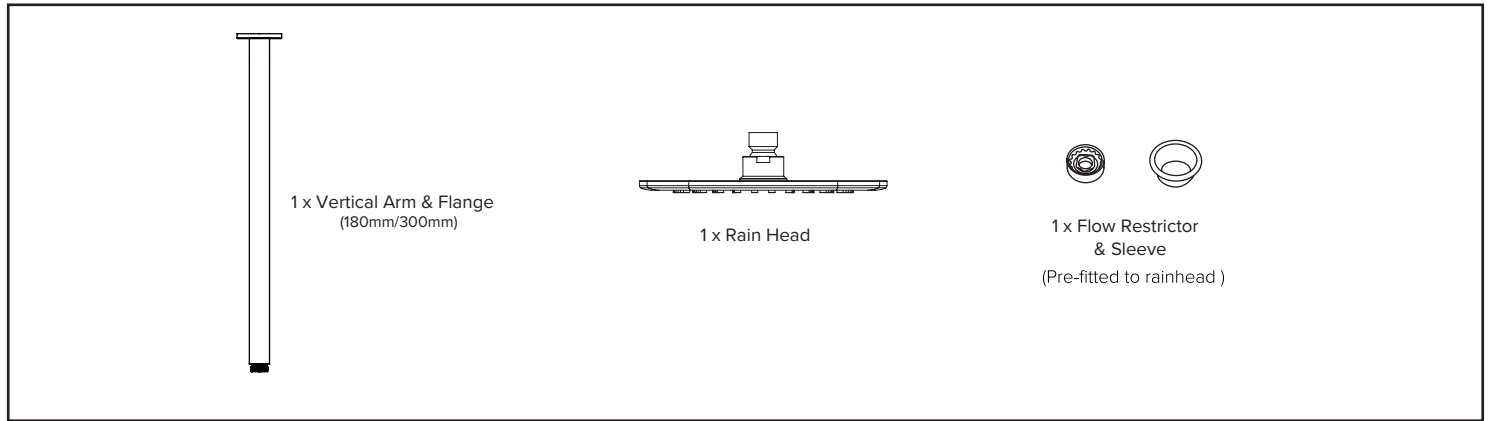 1 x Vertical Arm & Flange
(180mm/300mm)
1 x Rain Head
1 x Flow Restrictor
& Sleeve
(Pre-fitted to rainhead )